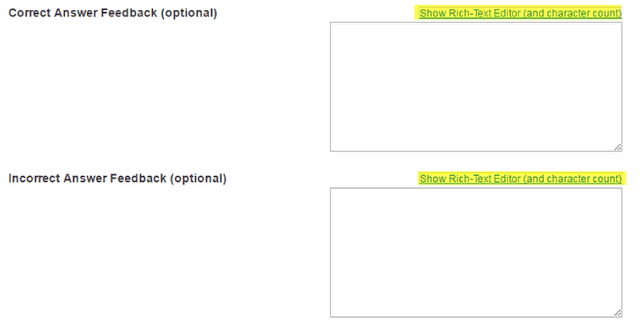 Correct Answer Feedback (optional) Show Rich-Text Editor (and character count)
Incorrect Answer Feedback (optional) Show Rich-Text Editor (and character count)